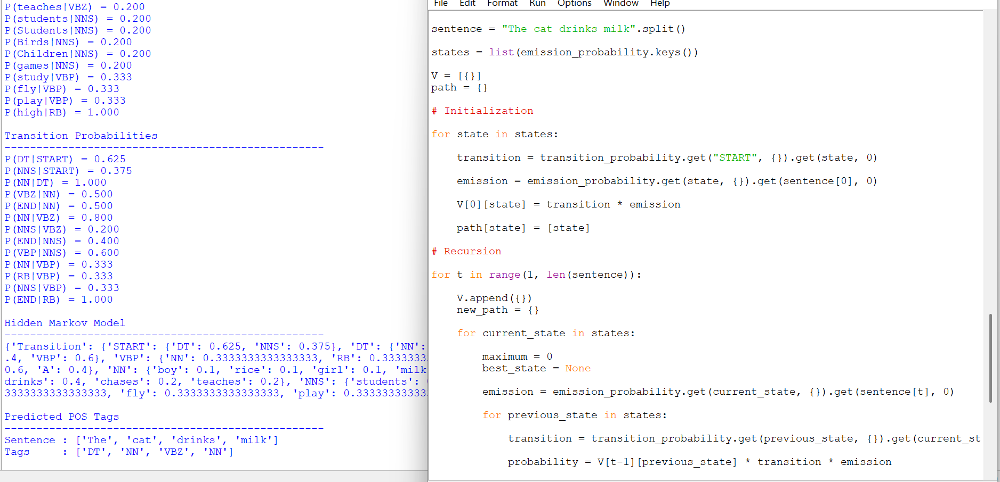 P(teaches|VBZ) = 0.200
P(students|NNS) = 0.200
P(Students|NNS) = 0.200
P(Birds|NNS) = 0.200
P(Children|NNS) = 0.200
P(games|NNS) = 0.200
P(study|VBP) = 0.333
P(fly|VBP) = 0.333
P(play|VBP) = 0.333
P(high|RB) = 1.000
Transition Probabilities
--------------------------------------------------
P(DT|START) = 0.625
P(NNS|START) = 0.375
P(NN|DT) = 1.000
P(VBZ|NN) = 0.500
P(END|NN) = 0.500
P(NN|VBZ) = 0.800
P(NNS|VBZ) = 0.200
P(END|NNS) = 0.400
P(VBP|NNS) = 0.600
P(NN|VBP) = 0.333
P(RB|VBP) = 0.333
P(NNS|VBP) = 0.333
P(END|RB) = 1.000
Hidden Markov Model
--------------------------------------------------
{'Transition': {'START': {'DT': 0.625, 'NNS': 0.375}, 'DT': {'NN':
.4, 'VBP': 0.6}, 'VBP': {'NN': 0.3333333333333333, 'RB': 0.3333333
0.6, 'A': 0.4}, 'NN': {'boy': 0.1, 'rice': 0.1, 'girl': 0.1, 'milk
drinks': 0.4, 'chases': 0.2, 'teaches': 0.2}, 'NNS': {'students':
3333333333333333, 'fly': 0.3333333333333333, 'play': 0.33333333333
Predicted POS Tags
--------------------------------------------------
Sentence : ['The', 'cat', 'drinks', 'milk']
Tags     : ['DT', 'NN', 'VBZ', 'NN']
File Edit Format Run Options Window Help
sentence = "The cat drinks milk".split()
states = list(emission_probability.keys())
V = [{}]
path = {}
# Initialization
for state in states:
    transition = transition_probability.get("START", {}).get(state, 0)
    emission = emission_probability.get(state, {}).get(sentence[0], 0)
    V[0][state] = transition * emission
    path[state] = [state]
# Recursion
for t in range(1, len(sentence)):
    V.append({})
    new_path = {}
    for current_state in states:
        maximum = 0
        best_state = None
        emission = emission_probability.get(current_state, {}).get(sentence[t], 0)
        for previous_state in states:
            transition = transition_probability.get(previous_state, {}).get(current_st
            probability = V[t-1][previous_state] * transition * emission